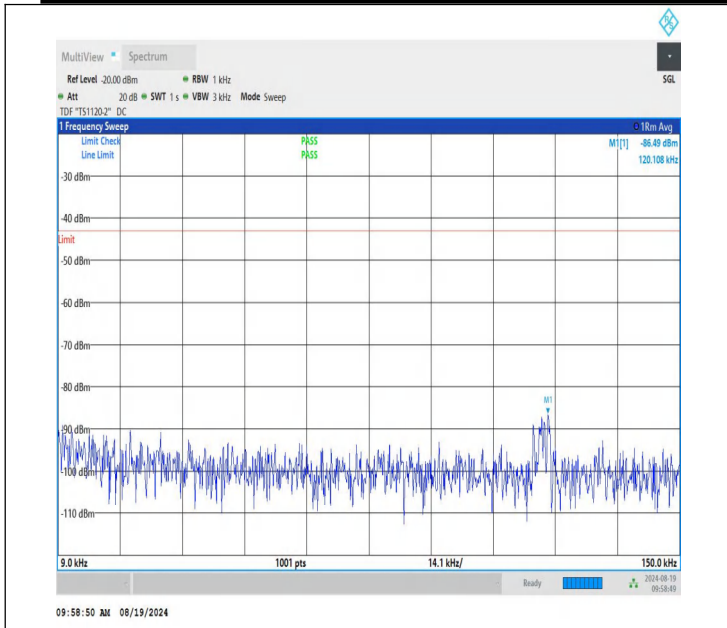 MultiView Spectrum
Ref Level -20.00 dBm RBW 1 kHz SGL
Att 20 dB SWT 1 s VBW 3 kHz Mode Sweep
TDF "TS1120-2" DC
1 Frequency Sweep 1Rm Avg
Limit Check PASS M1[1] -86.49 dBm
Line Limit PASS 120.108 kHz
-30 dBm
-40 dBm
Limit
-50 dBm
-60 dBm
-70 dBm
-80 dBm
M1
-90 dBm
-100 dBm
-110 dBm
9.0 kHz 1001 pts 14.1 kHz/ 150.0 kHz
Ready 2024-08-19
09:58:49
09:58:50 AM 08/19/2024